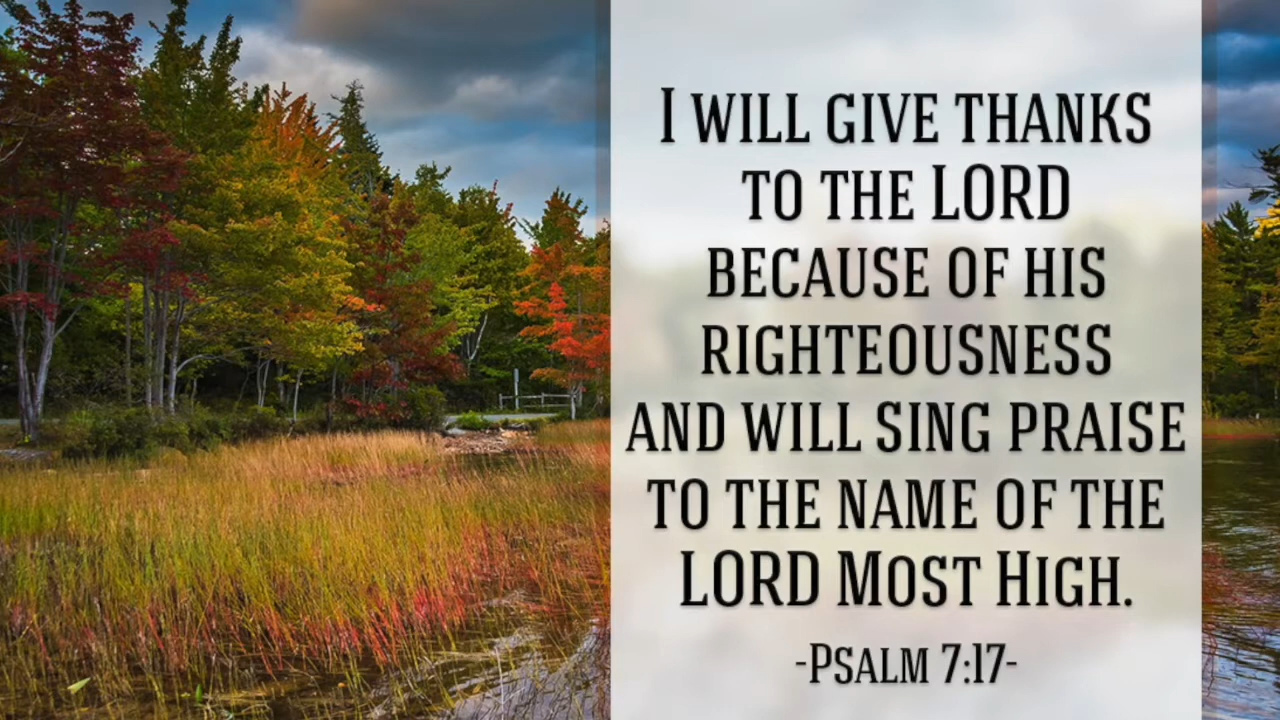 I WILL GIVE THANKS
TO THE LORD
BECAUSE OF HIS
RIGHTEOUSNESS
AND WILL SING PRAISE
TO THE NAME OF THE
LORD MOST HIGH.
-PSALM 7:17-